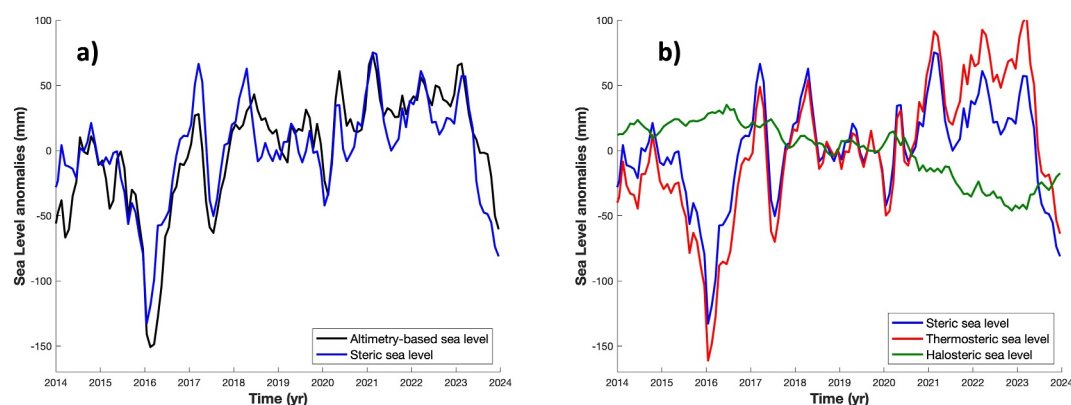 a)
100
50
0
-50
-100
-150
Sea Level anomalies (mm)
Altimetry-based sea level
Steric sea level
2014 2015 2016 2017 2018 2019 2020 2021 2022 2023 2024
Time (yr)
b)
100
50
0
-50
-100
-150
Sea Level anomalies (mm)
Steric sea level
Thermosteric sea level
Halosteric sea level
2014 2015 2016 2017 2018 2019 2020 2021 2022 2023 2024
Time (yr)